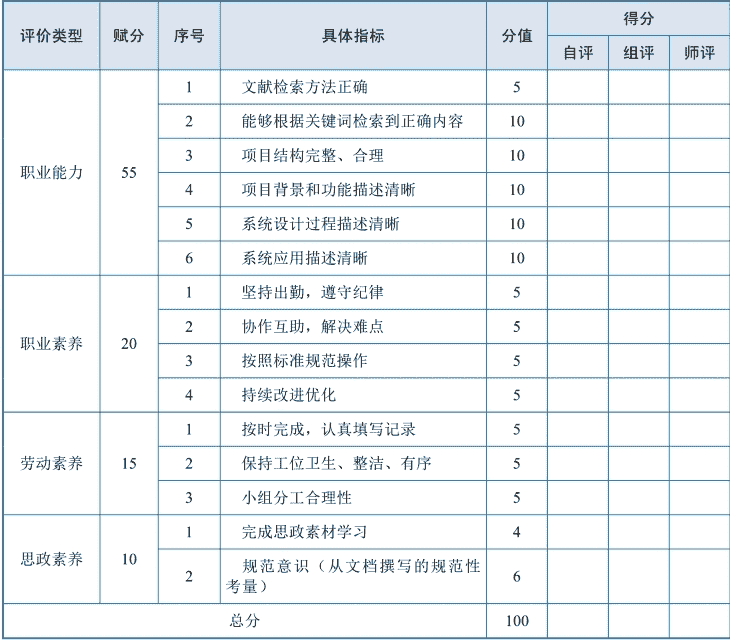 评价类型 赋分 序号 具体指标 分值 得分
自评 组评 师评
职业能力 55
1 文献检索方法正确 5
2 能够根据关键词检索到正确内容 10
3 项目结构完整、合理 10
4 项目背景和功能描述清晰 10
5 系统设计过程描述清晰 10
6 系统应用描述清晰 10
职业素养 20
1 坚持出勤，遵守纪律 5
2 协作互助，解决难点 5
3 按照标准规范操作 5
4 持续改进优化 5
劳动素养 15
1 按时完成，认真填写记录 5
2 保持工位卫生、整洁、有序 5
3 小组分工合理性 5
思政素养 10
1 完成思政素材学习 4
2 规范意识（从文档撰写的规范性
考量） 6
总分 100